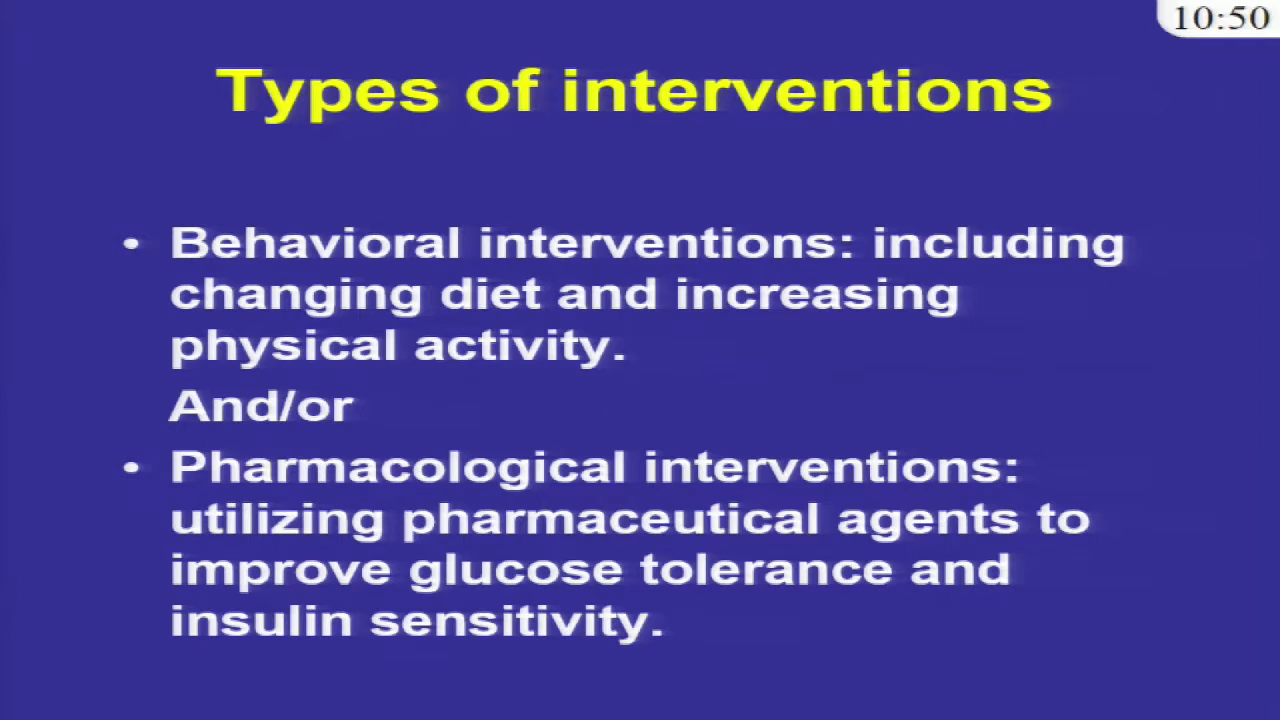 10:50
Types of interventions
• Behavioral interventions: including
changing diet and increasing
physical activity.
And/or
• Pharmacological interventions:
utilizing pharmaceutical agents to
improve glucose tolerance and
insulin sensitivity.